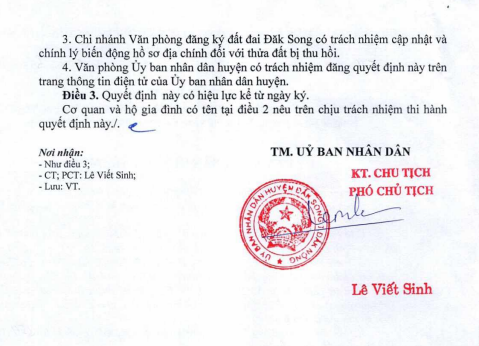 3. Chi nhánh Văn phòng đăng ký đất đai Đăk Song có trách nhiệm cập nhật và
chỉnh lý biến động hồ sơ địa chính đối với thửa đất bị thu hồi.
4. Văn phòng Ủy ban nhân dân huyện có trách nhiệm đăng quyết định này trên
trang thông tin điện tử của Ủy ban nhân dân huyện.
Điều 3. Quyết định này có hiệu lực kể từ ngày ký.
Cơ quan và hộ gia đình có tên tại điều 2 nêu trên chịu trách nhiệm thi hành
quyết định này./.
Nơi nhận:
- Như điều 3;
- CT; PCT: Lê Viết Sinh;
- Lưu: VT.
TM. UỶ BAN NHÂN DÂN
KT. CHỦ TỊCH
PHÓ CHỦ TỊCH
ỦY BAN NHÂN DÂN HUYỆN ĐĂK SONG T. ĐĂK NÔNG
Lê Viết Sinh